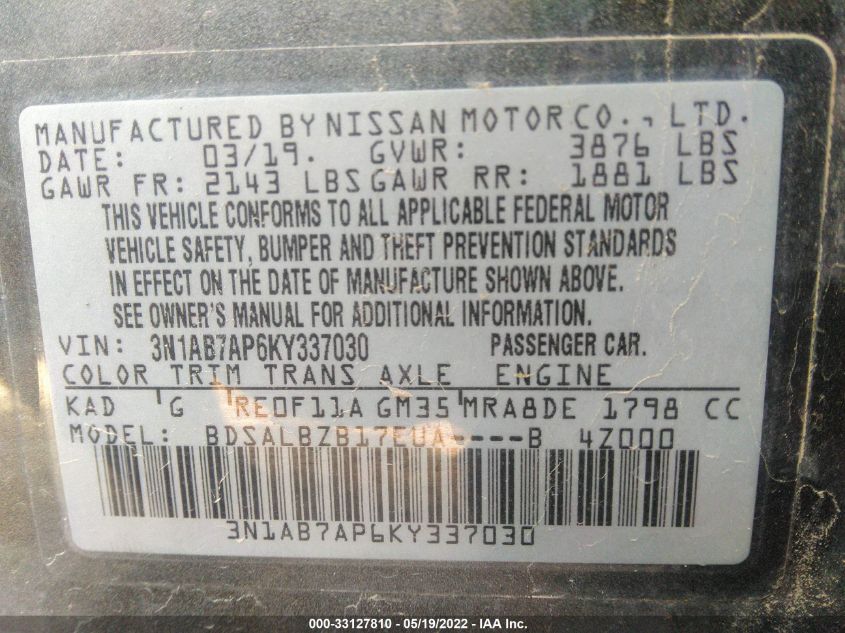 MANUFACTURED BY NISSAN MOTOR CO., LTD.
DATE: 03/19. GVWR: 3876 LBS
GAWR FR: 2143 LBS GAWR RR: 1881 LBS
THIS VEHICLE CONFORMS TO ALL APPLICABLE FEDERAL MOTOR
VEHICLE SAFETY, BUMPER AND THEFT PREVENTION STANDARDS
IN EFFECT ON THE DATE OF MANUFACTURE SHOWN ABOVE.
SEE OWNER'S MANUAL FOR ADDITIONAL INFORMATION.
VIN: 3N1AB7AP6KY337030 PASSENGER CAR.
COLOR TRIM TRANS AXLE ENGINE
KAD G RE0F11A GM35 MRA8DE 1798 CC
MODEL: BDSALBZB17EUA----B 4Z000
3N1AB7AP6KY337030
000-33127810 - 05/19/2022 - IAA, Inc.